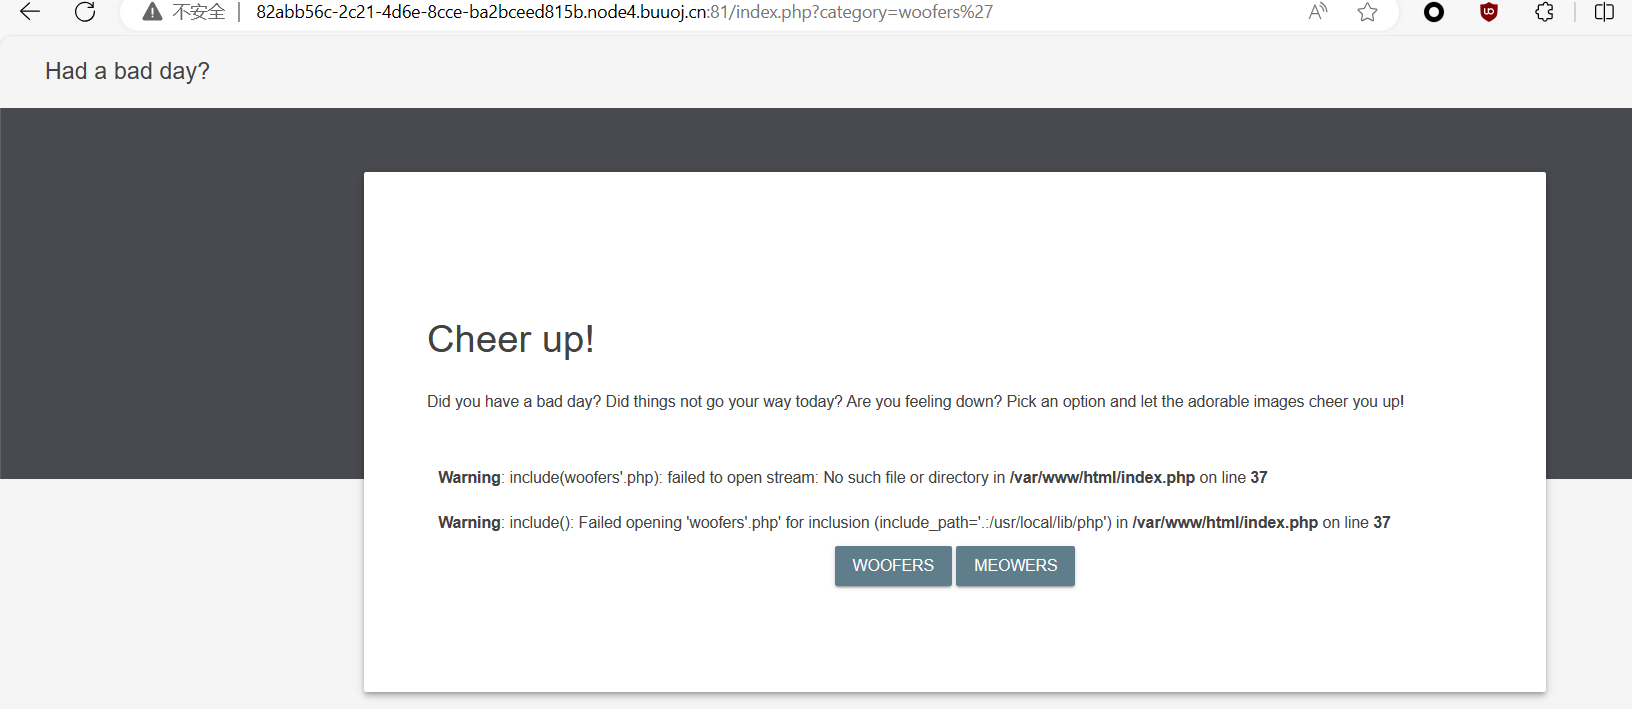 不安全 82abb56c-2c21-4d6e-8cce-ba2bceed815b.node4.buuoj.cn:81/index.php?category=woofers%27
Had a bad day?
Cheer up!
Did you have a bad day? Did things not go your way today? Are you feeling down? Pick an option and let the adorable images cheer you up!
Warning: include(woofers'.php): failed to open stream: No such file or directory in /var/www/html/index.php on line 37
Warning: include(): Failed opening 'woofers'.php' for inclusion (include_path='.:/usr/local/lib/php') in /var/www/html/index.php on line 37
WOOFERS MEOWERS